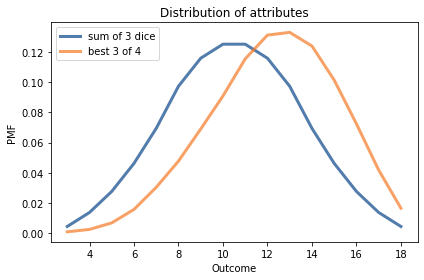 Distribution of attributes
sum of 3 dice
best 3 of 4
0.12
0.10
0.08
0.06
0.04
0.02
0.00
PMF
4 6 8 10 12 14 16 18
Outcome